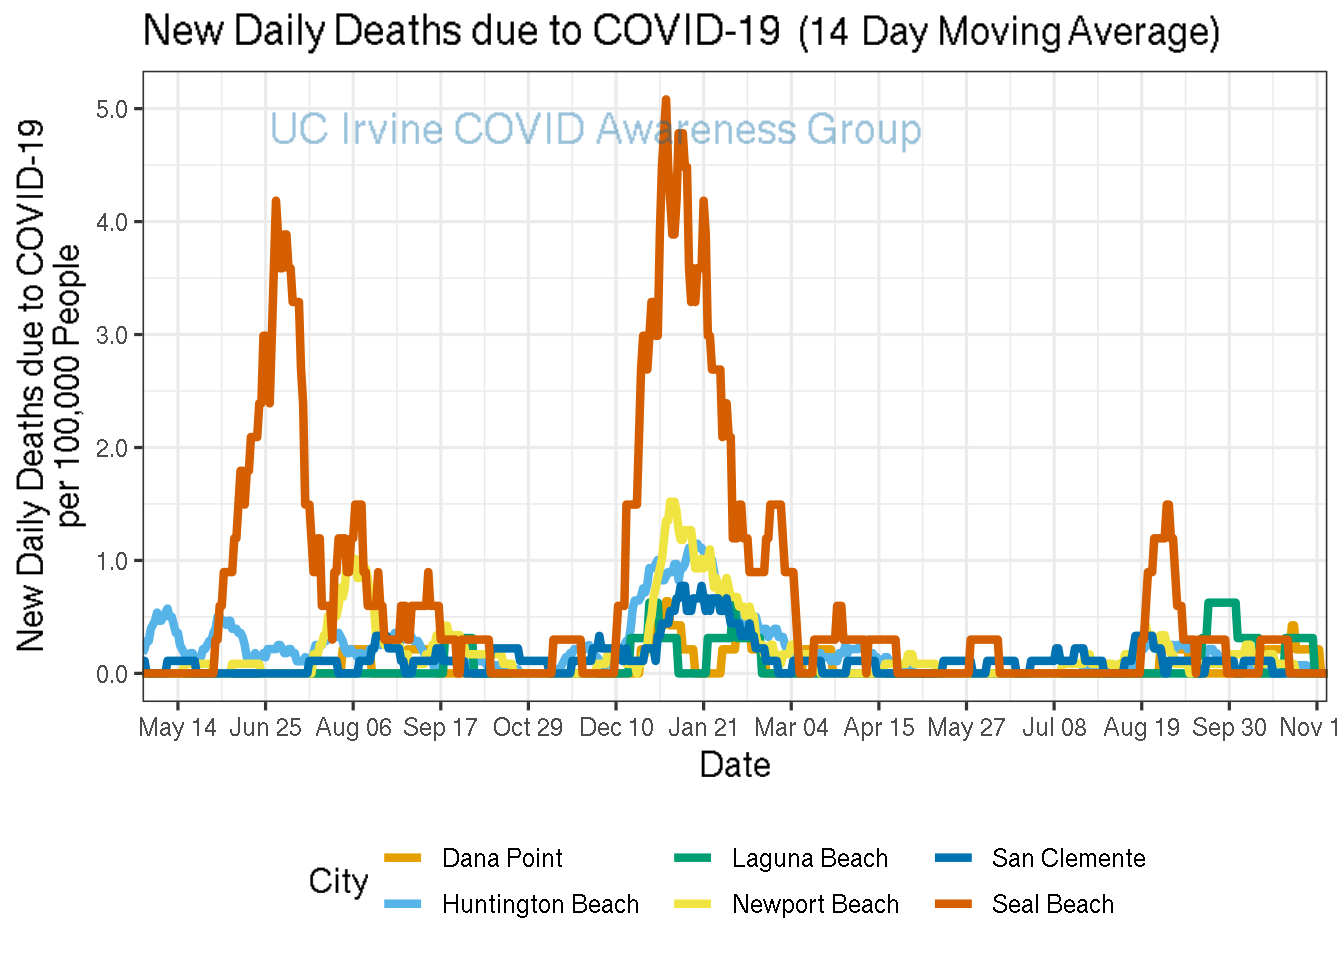 New Daily Deaths due to COVID-19 (14 Day Moving Average)
UC Irvine COVID Awareness Group
New Daily Deaths due to COVID-19
per 100,000 People
5.0
4.0
3.0
2.0
1.0
0.0
May 14 Jun 25 Aug 06 Sep 17 Oct 29 Dec 10 Jan 21 Mar 04 Apr 15 May 27 Jul 08 Aug 19 Sep 30 Nov 1
Date
City
Dana Point Laguna Beach San Clemente
Huntington Beach Newport Beach Seal Beach